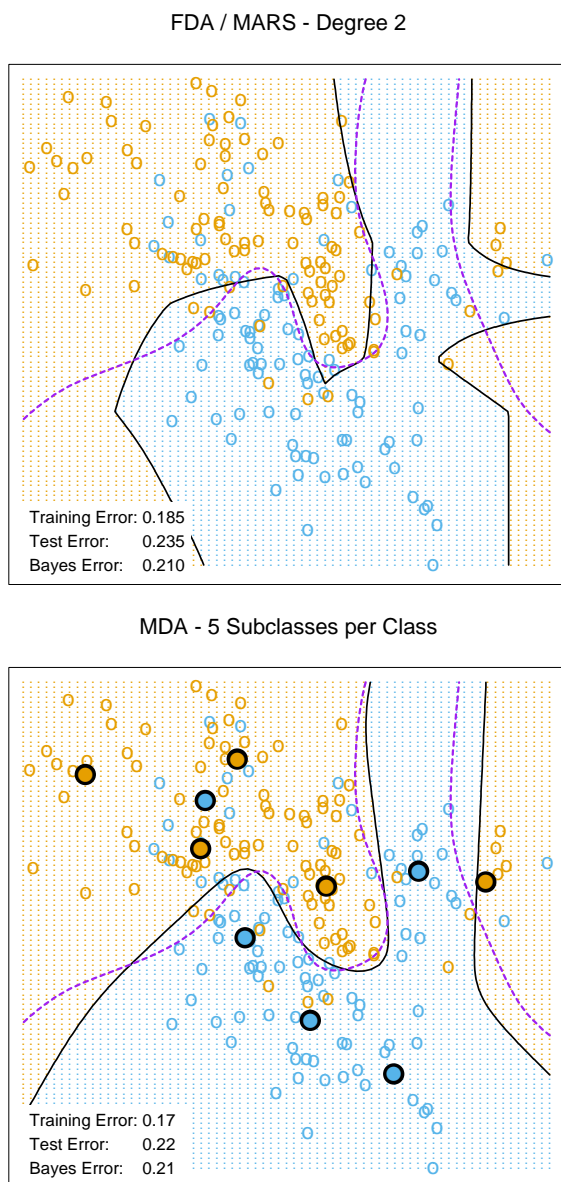 FDA / MARS - Degree 2
Training Error: 0.185
Test Error: 0.235
Bayes Error: 0.210
MDA - 5 Subclasses per Class
Training Error: 0.17
Test Error: 0.22
Bayes Error: 0.21